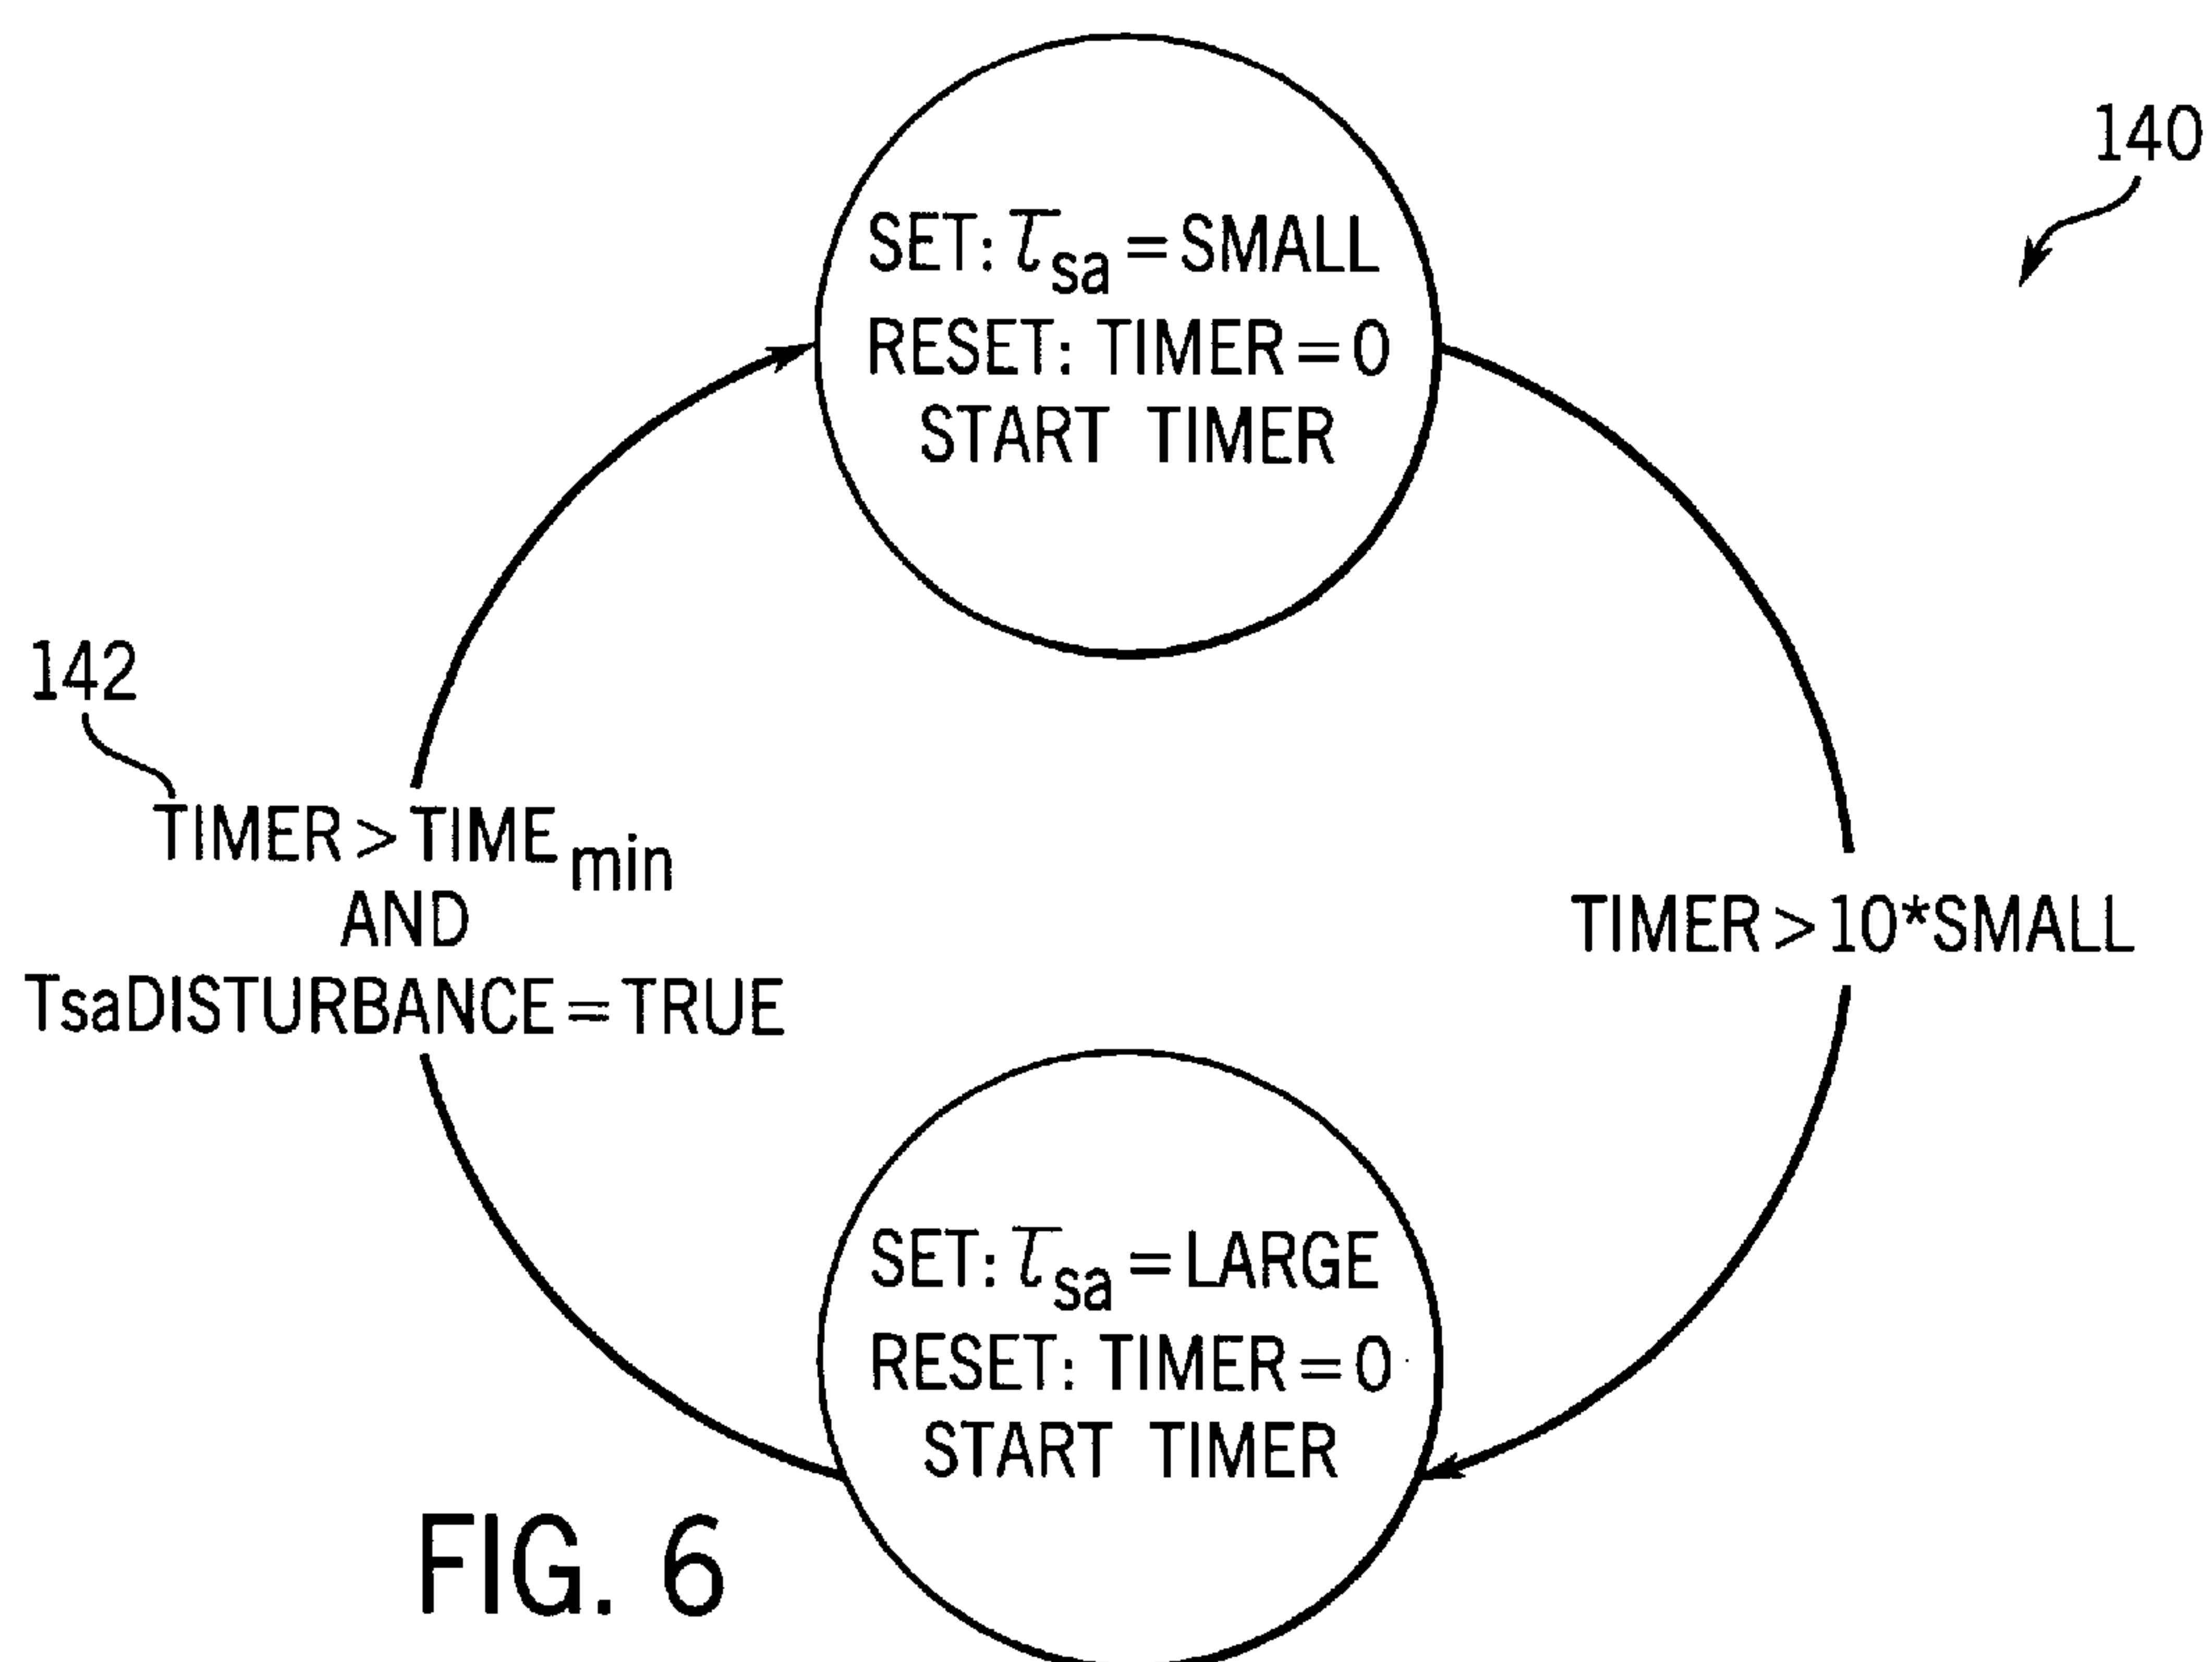 140
SET: τsa = SMALL
RESET: TIMER = 0
START TIMER
142
TIMER > TIMEmin
AND
TsaDISTURBANCE = TRUE
TIMER > 10*SMALL
SET: τsa = LARGE
RESET: TIMER = 0
START TIMER
FIG. 6